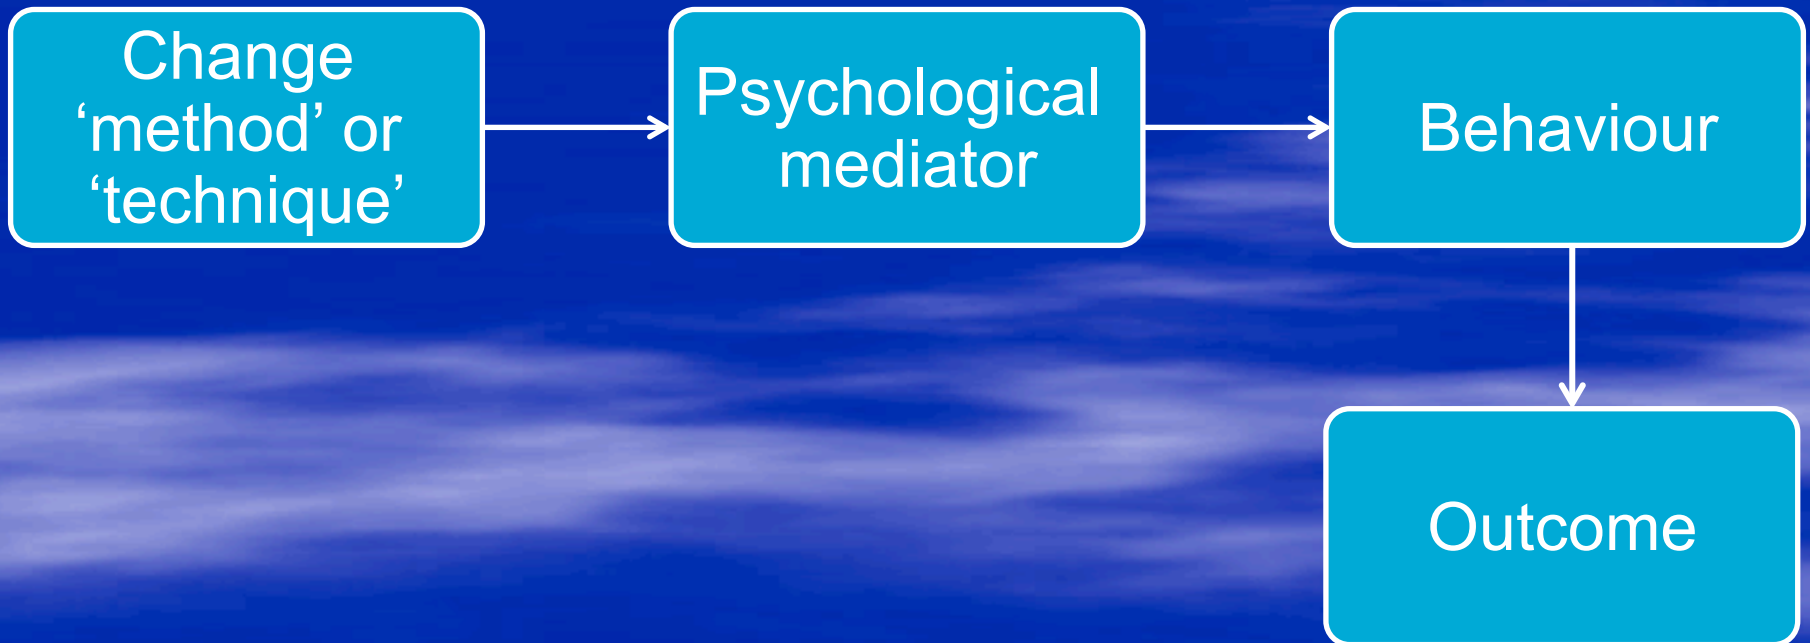 Change
‘method’ or
‘technique’
Psychological
mediator
Behaviour
Outcome